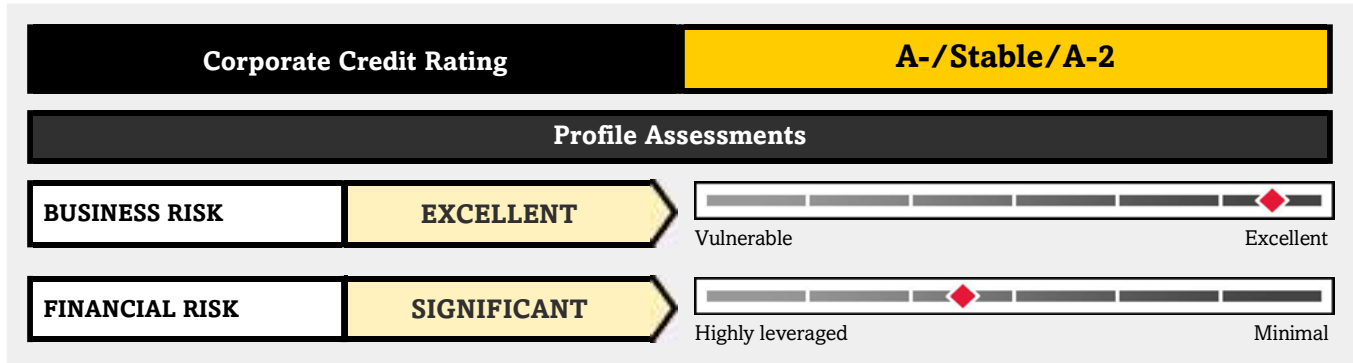 Corporate Credit Rating
A-/Stable/A-2
Profile Assessments
BUSINESS RISK
EXCELLENT
Vulnerable
Excellent
FINANCIAL RISK
SIGNIFICANT
Highly leveraged
Minimal